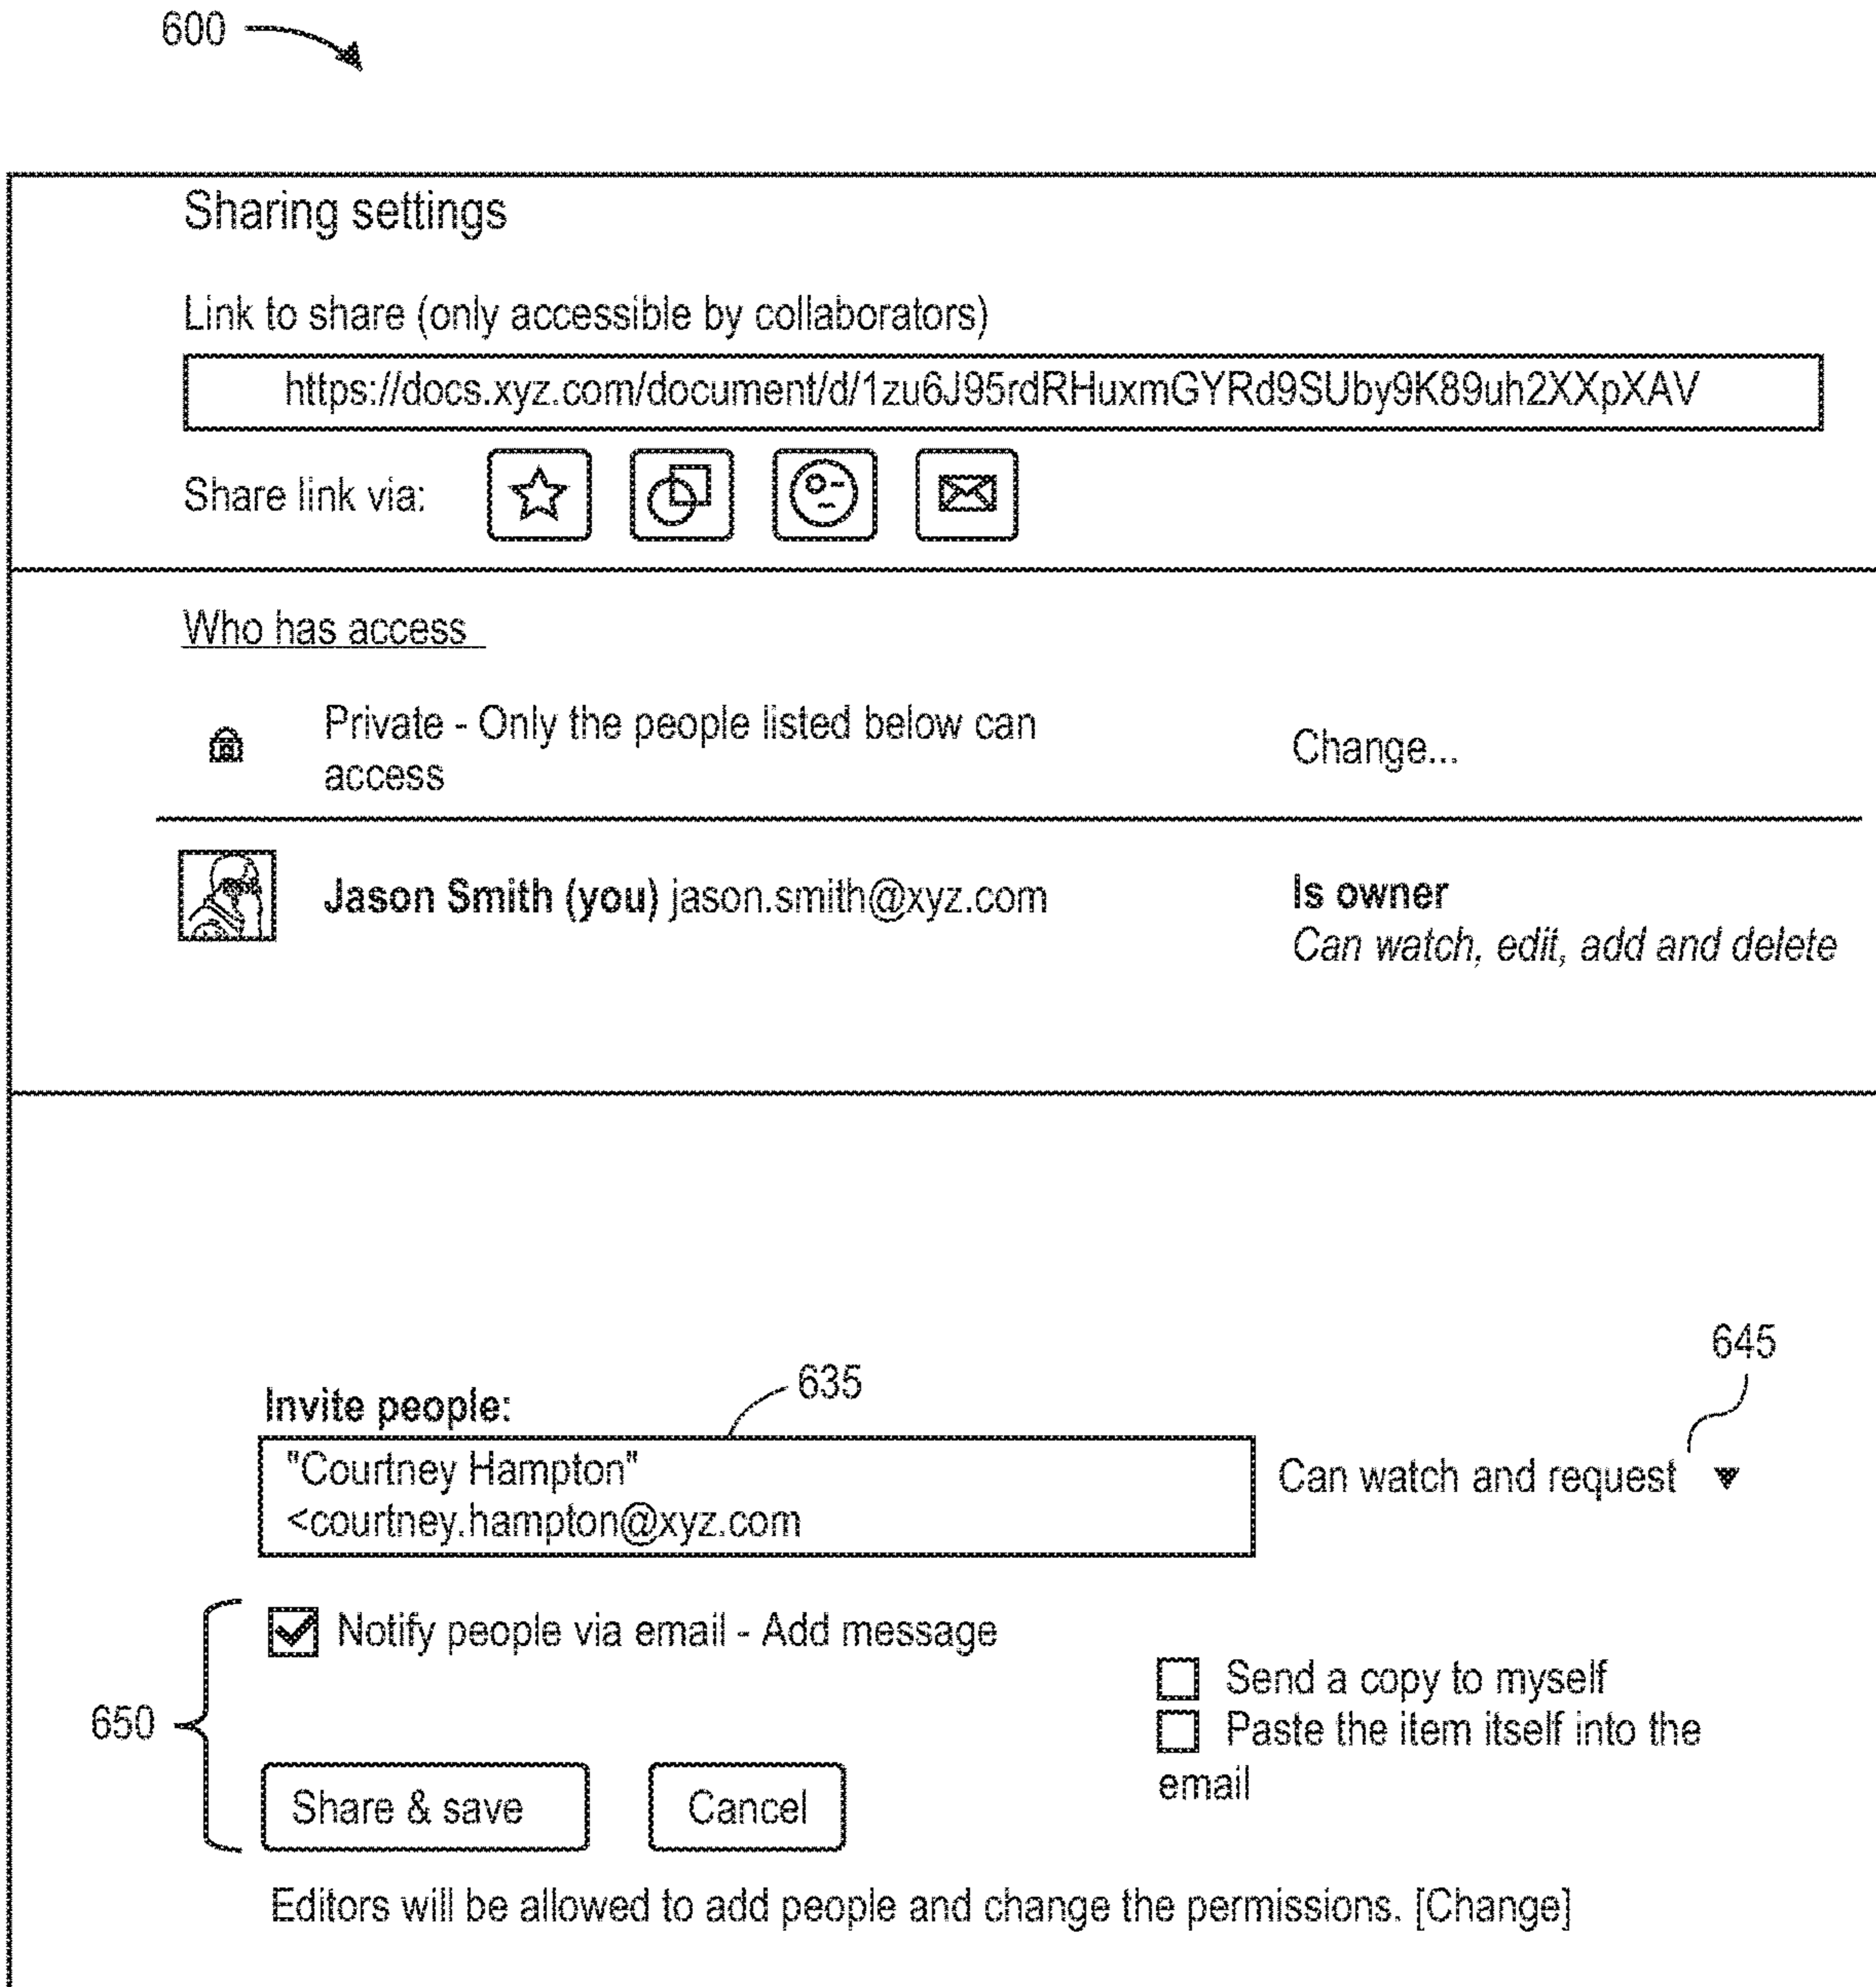 600
Sharing settings
Link to share (only accessible by collaborators)
https://docs.xyz.com/document/d/1zu6J95rdRHuxmGYRd9SUby9K89uh2XXpXAV
Share link via:
Who has access
Private - Only the people listed below can
access
Change...
Jason Smith (you) jason.smith@xyz.com
Is owner
Can watch, edit, add and delete
645
635
Invite people:
"Courtney Hampton"
<courtney.hampton@xyz.com
Can watch and request
Notify people via email - Add message
Send a copy to myself
Paste the item itself into the
email
650
Share & save
Cancel
Editors will be allowed to add people and change the permissions. [Change]